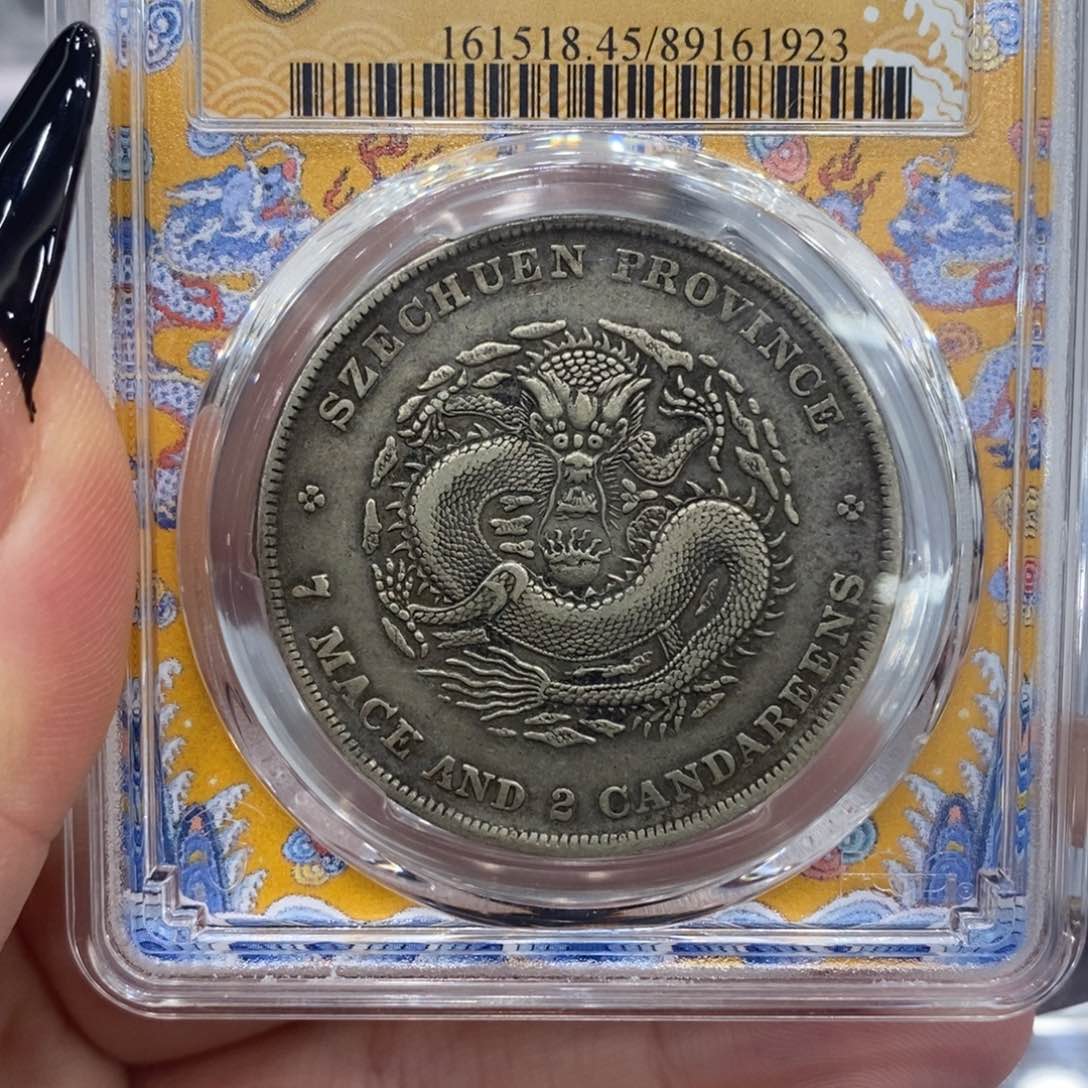 161518.45/89161923
SZECHUEN PROVINCE
7 MACE AND 2 CANDAREENS